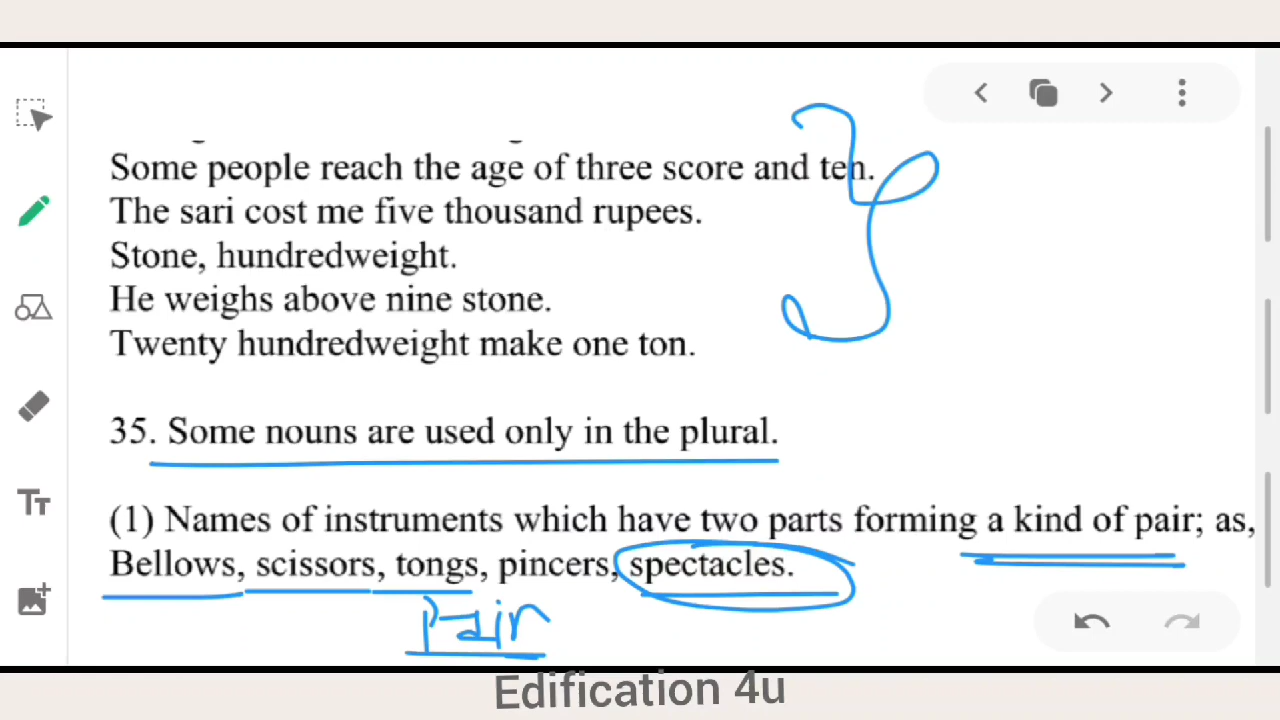 Some people reach the age of three score and ten.
The sari cost me five thousand rupees.
Stone, hundredweight.
He weighs above nine stone.
Twenty hundredweight make one ton.
35. Some nouns are used only in the plural.
(1) Names of instruments which have two parts forming a kind of pair; as,
Bellows, scissors, tongs, pincers, spectacles.
Pair
Tт
Edification 4u